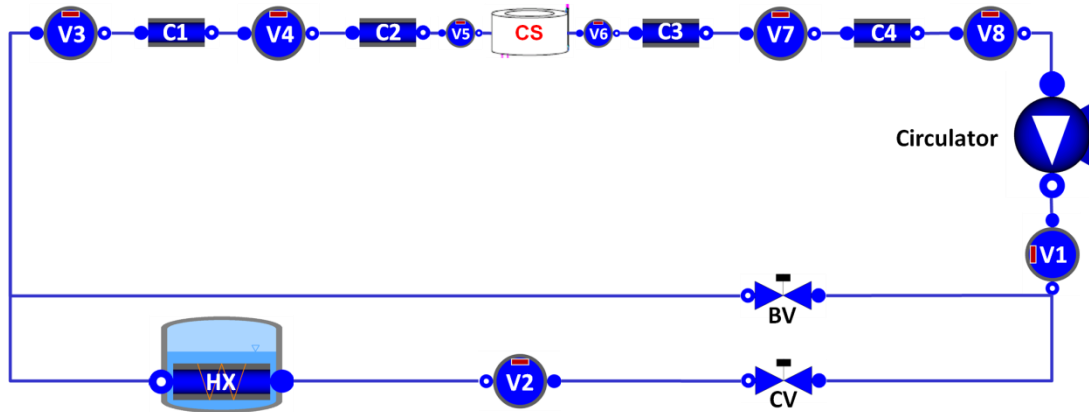 V3 C1 V4 C2 V5 CS V6 C3 V7 C4 V8
Circulator
V1
BV
HX V2 CV